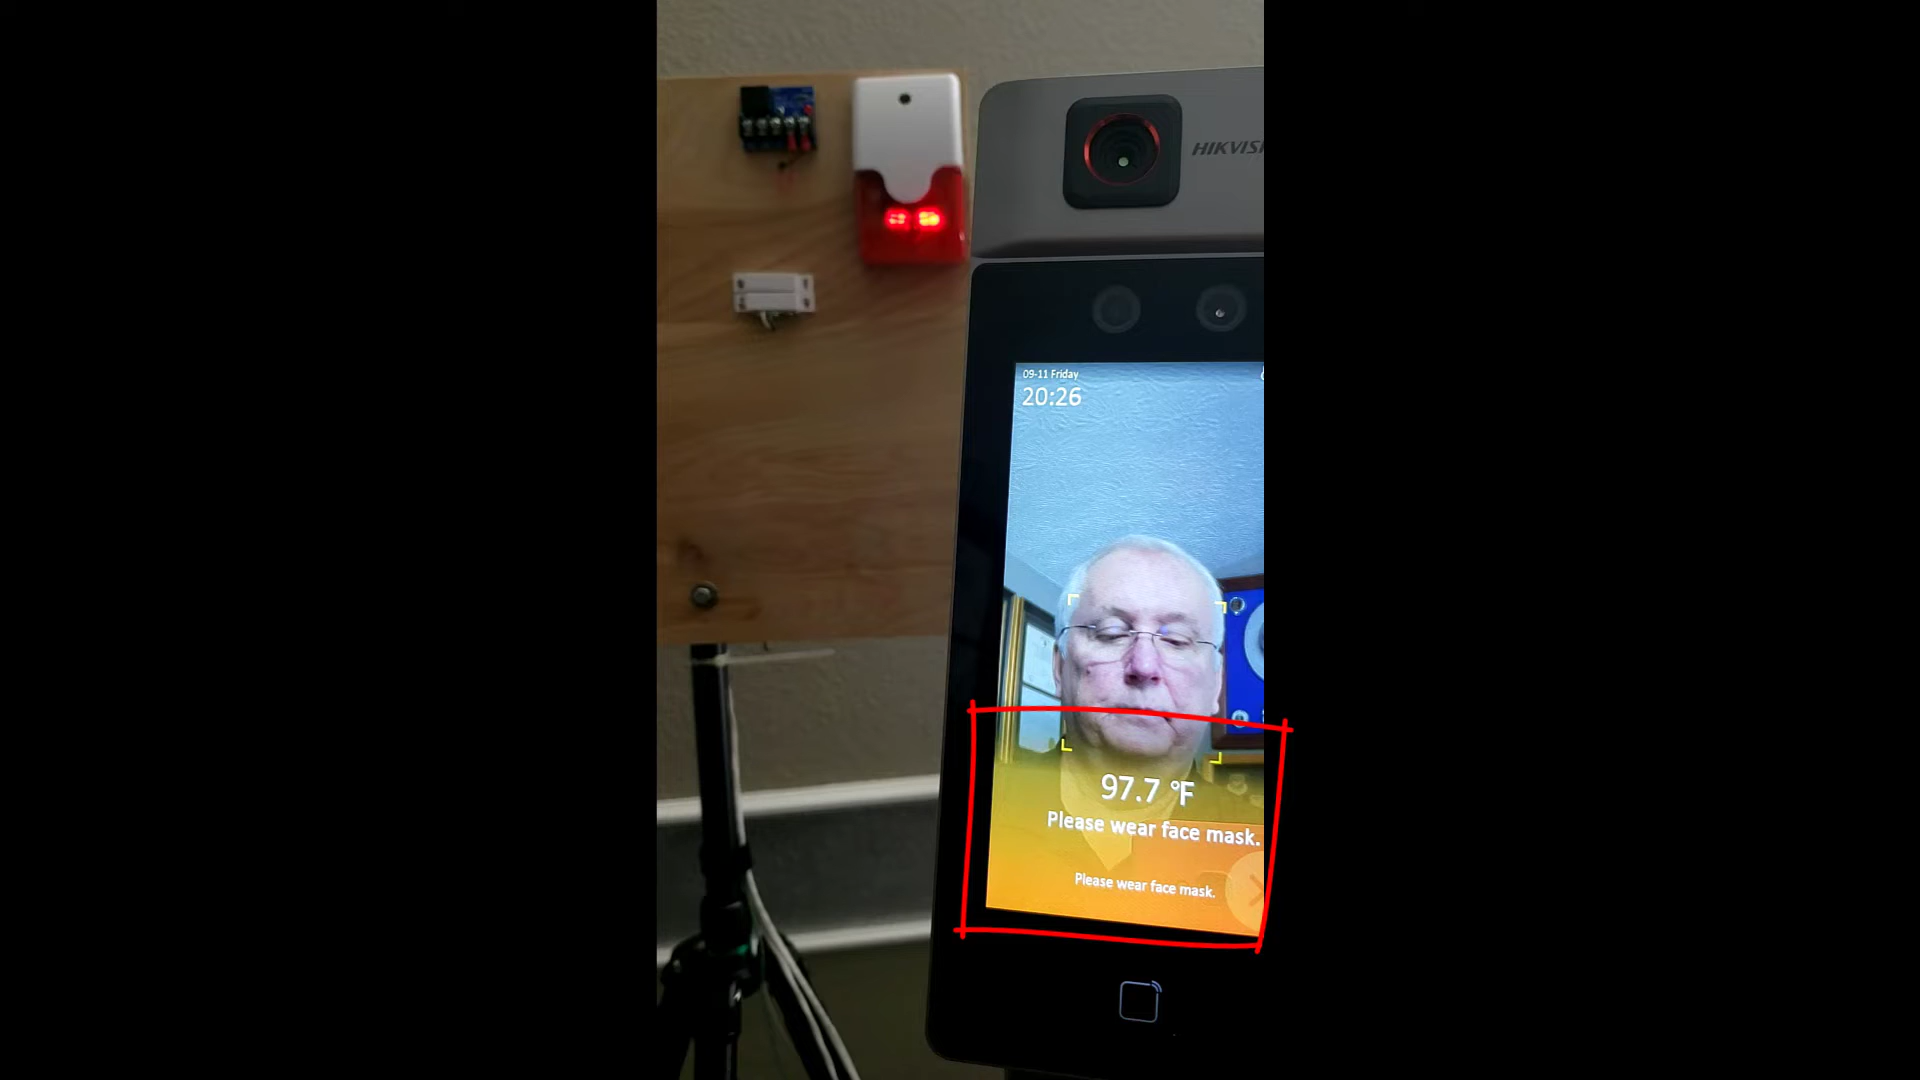 HIKVISI
09-11 Friday
20:26
97.7 °F
Please wear face mask.
Please wear face mask.